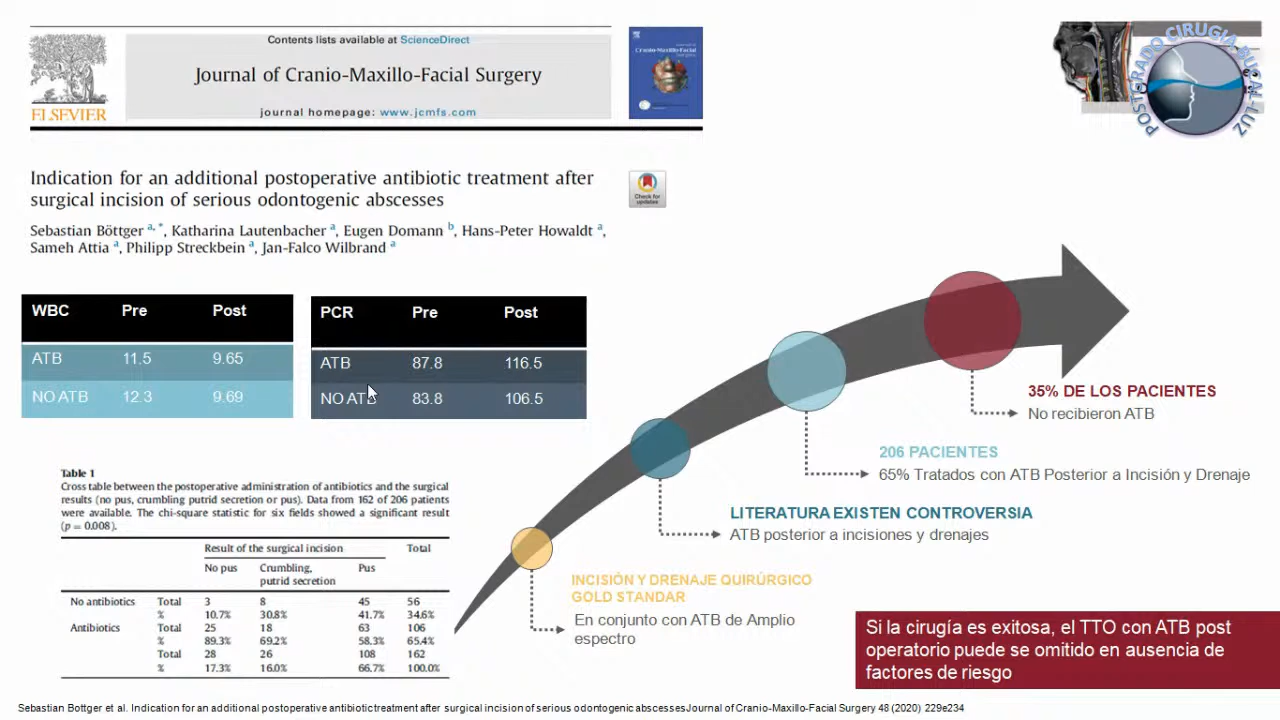 Contents lists available at ScienceDirect
Journal of Cranio-Maxillo-Facial Surgery
journal homepage: www.jcmfs.com
ELSEVIER
Cranio-Maxillo-Facial
POSTGRADO CIRUGIA BUCAL-LUZ
Indication for an additional postoperative antibiotic treatment after
surgical incision of serious odontogenic abscesses
Check for
updates
Sebastian Böttger a, *, Katharina Lautenbacher a, Eugen Domann b, Hans-Peter Howaldt a,
Sameh Attia a, Philipp Streckbein a, Jan-Falco Wilbrand a
WBC Pre Post
ATB 11.5 9.65
NO ATB 12.3 9.69
PCR Pre Post
ATB 87.8 116.5
NO ATB 83.8 106.5
35% DE LOS PACIENTES
No recibieron ATB
206 PACIENTES
65% Tratados con ATB Posterior a Incisión y Drenaje
LITERATURA EXISTEN CONTROVERSIA
ATB posterior a incisiones y drenajes
INCISIÓN Y DRENAJE QUIRÚRGICO
GOLD STANDAR
En conjunto con ATB de Amplio
espectro
Table 1
Cross table between the postoperative administration of antibiotics and the surgical
results (no pus, crumbling putrid secretion or pus). Data from 162 of 206 patients
were available. The chi-square statistic for six fields showed a significant result
(p = 0.008).
Result of the surgical incision Total
No pus Crumbling, Pus
putrid secretion
No antibiotics Total 3 8 45 56
% 10.7% 30.8% 41.7% 34.6%
Antibiotics Total 25 18 63 106
% 89.3% 69.2% 58.3% 65.4%
Total 28 26 108 162
% 17.3% 16.0% 66.7% 100.0%
Si la cirugía es exitosa, el TTO con ATB post
operatorio puede se omitido en ausencia de
factores de riesgo
Sebastian Bottger et al. Indication for an additional postoperative antibiotic treatment after surgical incision of serious odontogenic abscesses Journal of Cranio-Maxillo-Facial Surgery 48 (2020) 229e234